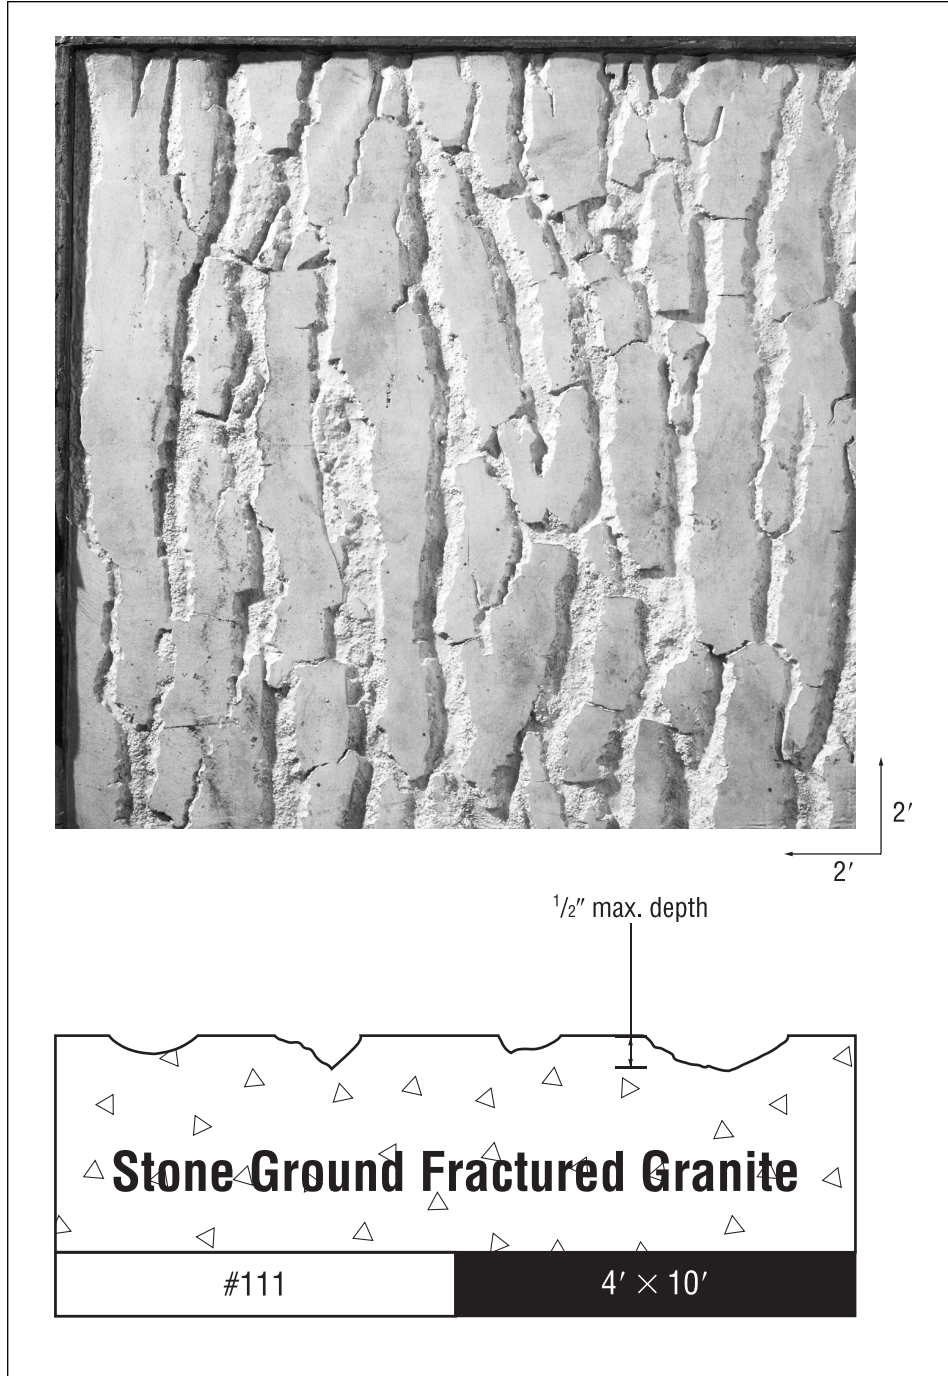 2′
2′
1/2″ max. depth
Stone Ground Fractured Granite
#111
4′ × 10′